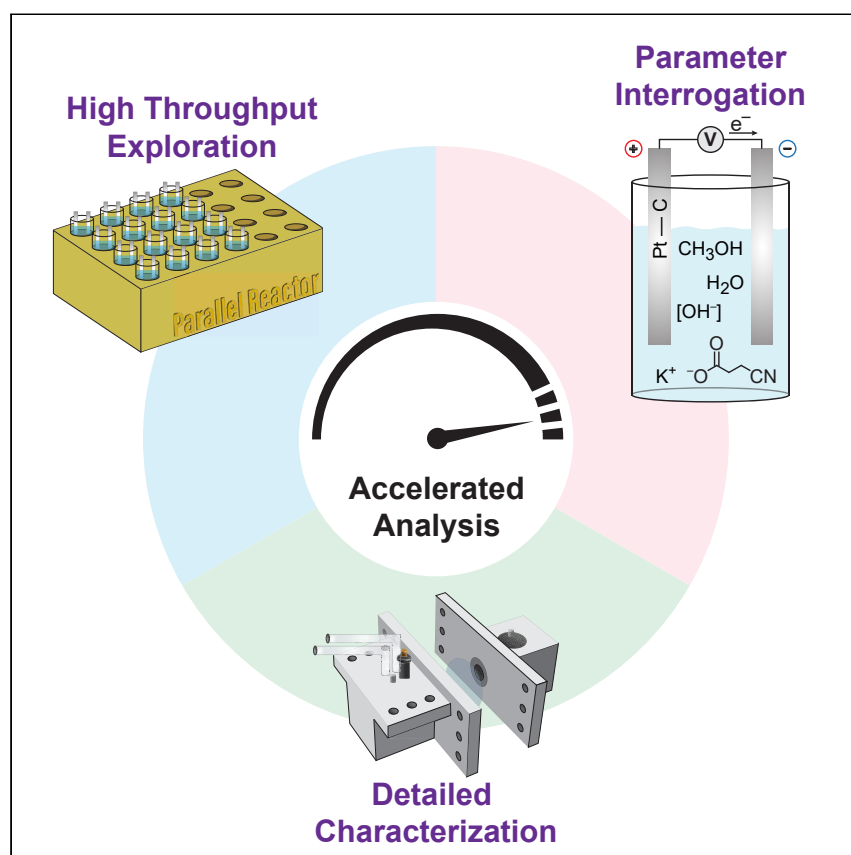 High Throughput
Exploration
Parallel Reactor
Parameter
Interrogation
e⁻
+
V
−
Pt — C
CH₃OH
H₂O
[OH⁻]
O
K⁺ ⁻O CN
Accelerated
Analysis
Detailed
Characterization